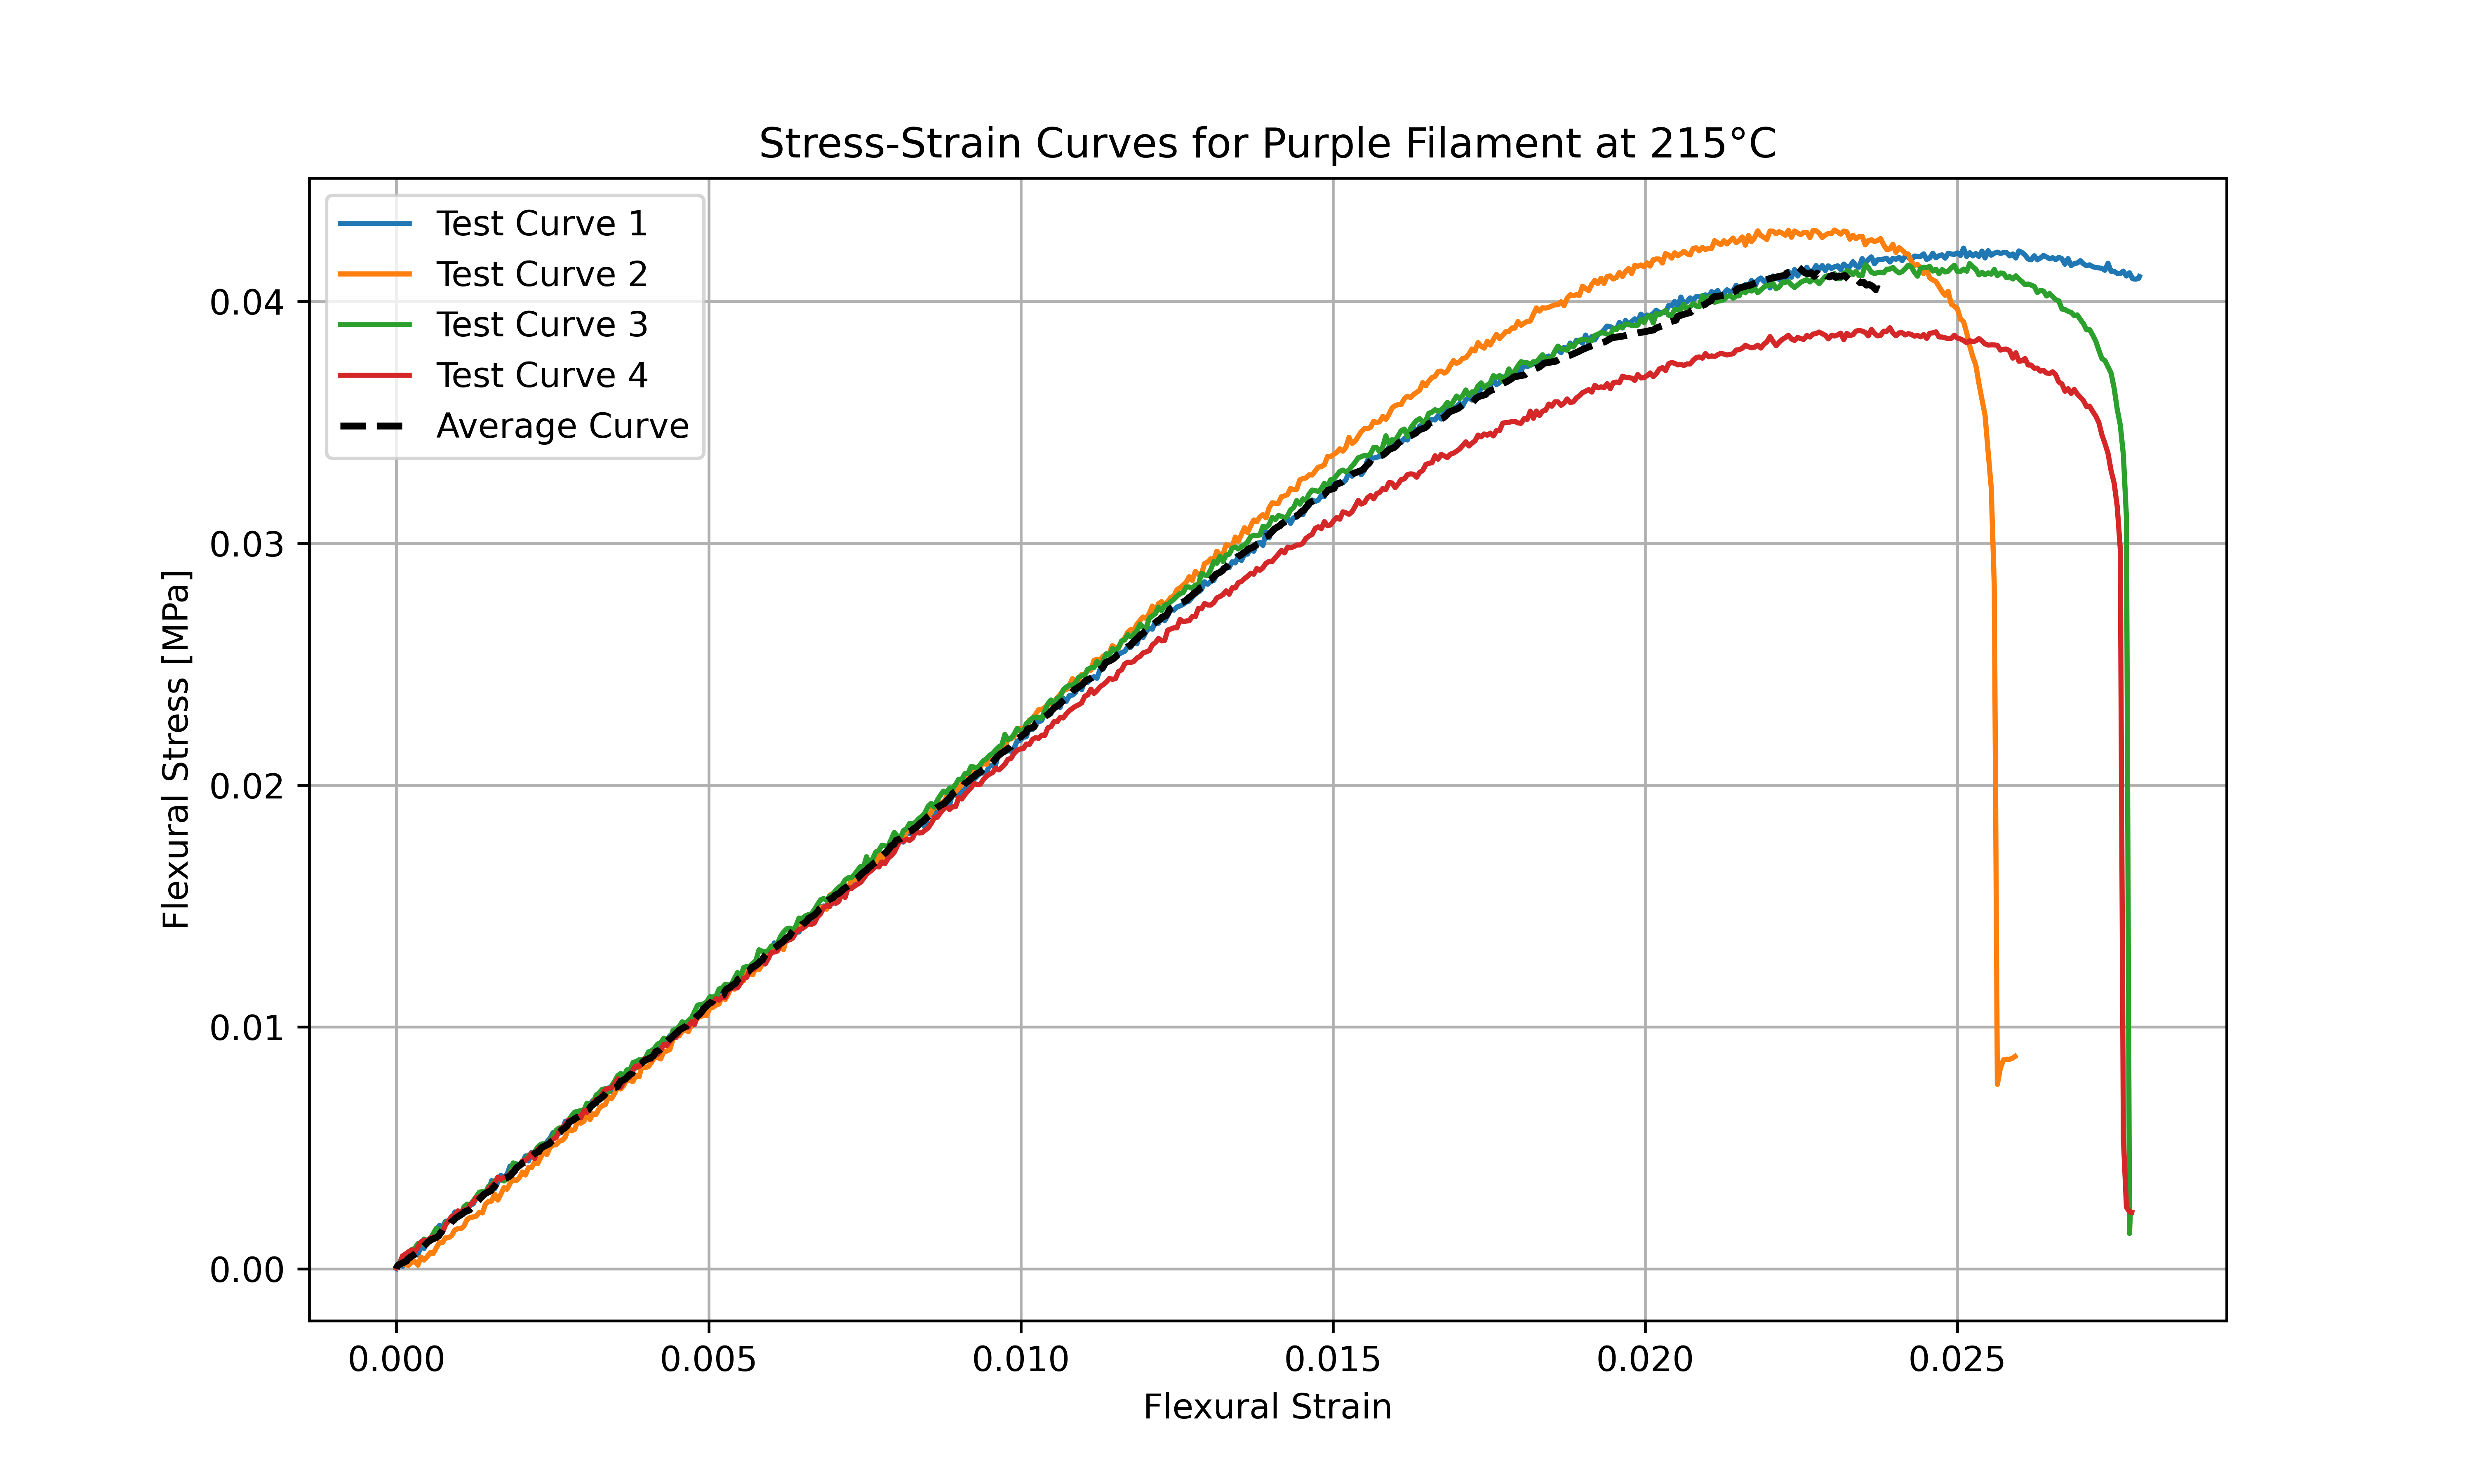 Stress-Strain Curves for Purple Filament at 215°C
Test Curve 1
Test Curve 2
Test Curve 3
Test Curve 4
Average Curve
Flexural Stress [MPa]
0.04
0.03
0.02
0.01
0.00
0.000
0.005
0.010
0.015
0.020
0.025
Flexural Strain